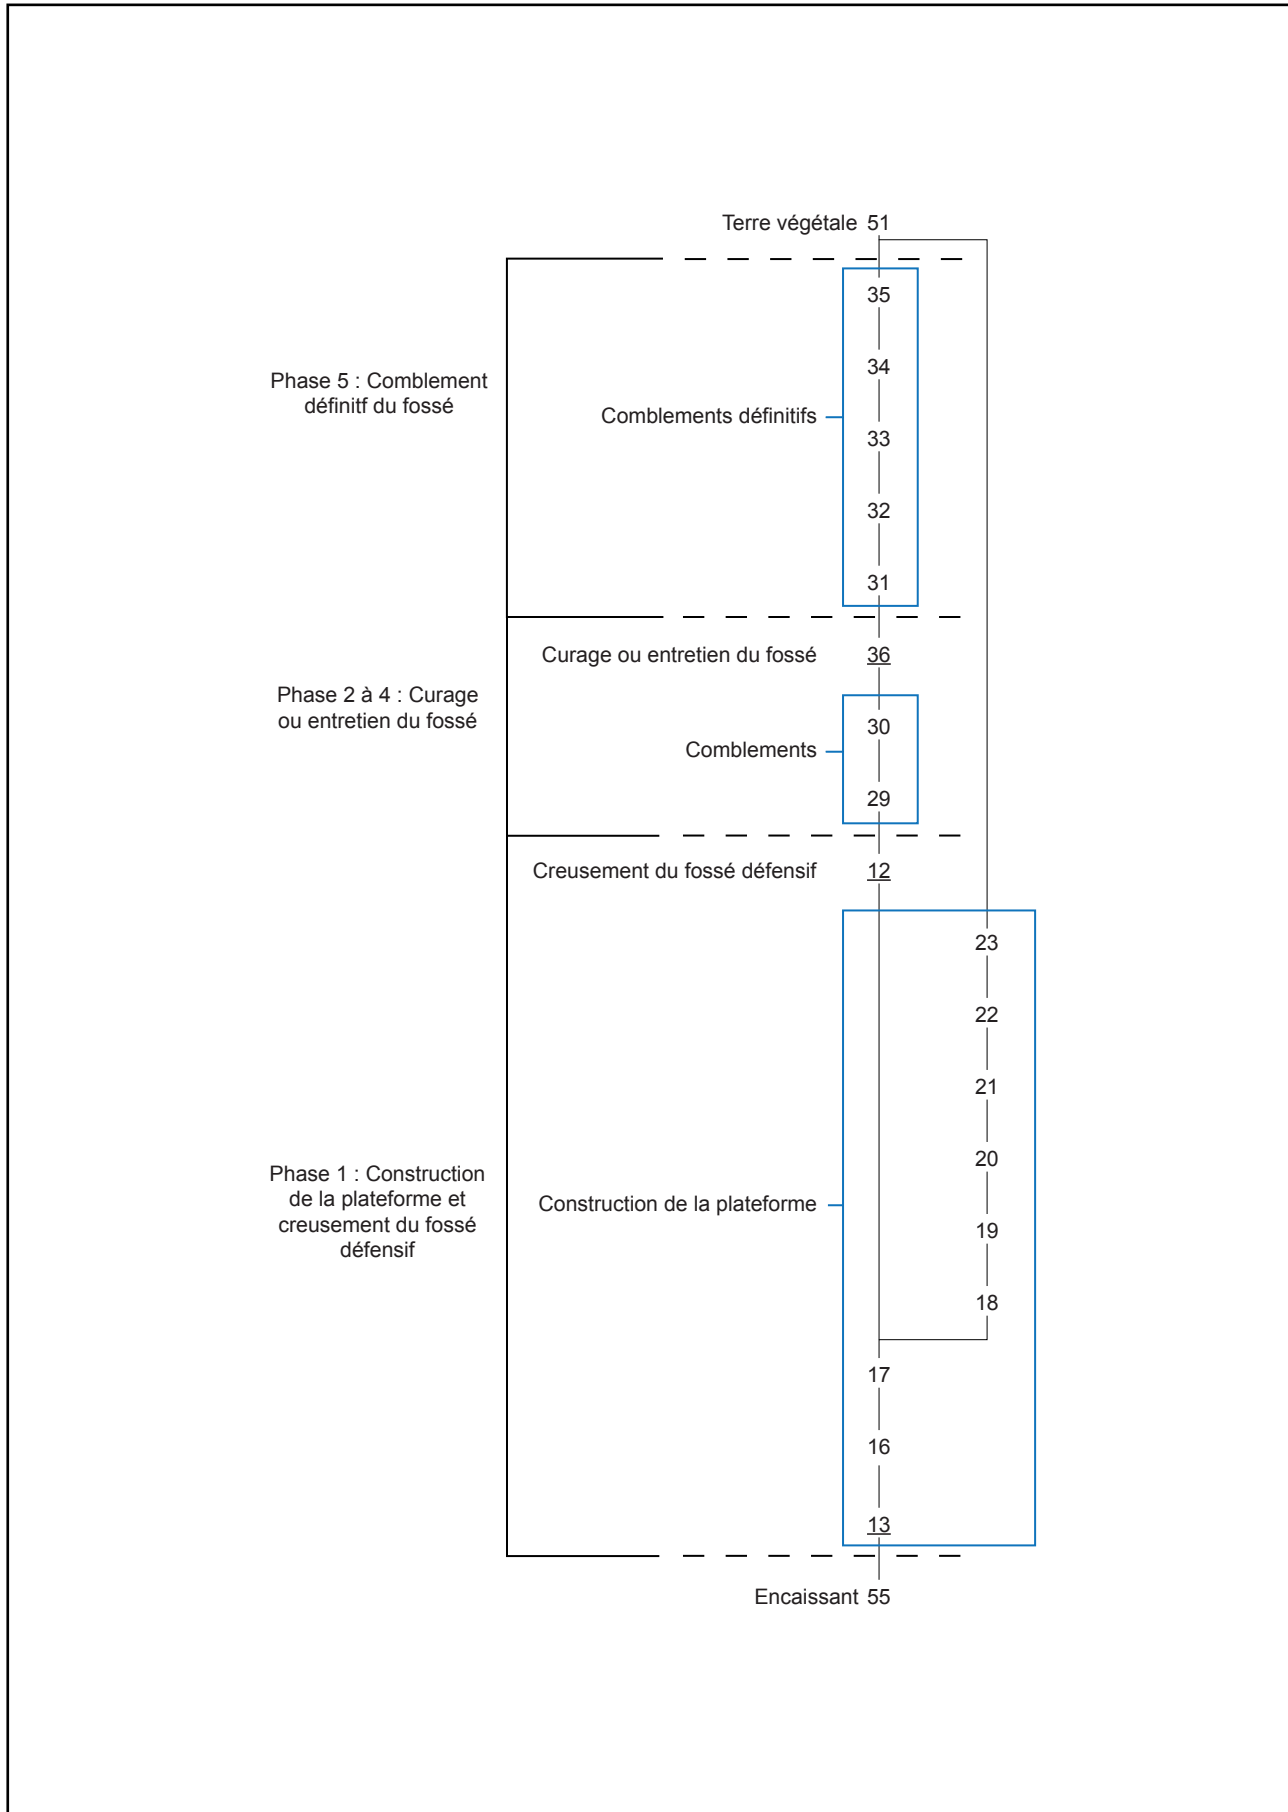 Terre végétale 51
35
34
Phase 5 : Comblement
définitf du fossé
Comblements définitifs
33
32
31
Curage ou entretien du fossé 36
Phase 2 à 4 : Curage
ou entretien du fossé
30
Comblements
29
Creusement du fossé défensif 12
23
22
21
20
Phase 1 : Construction
de la plateforme et
creusement du fossé
défensif
Construction de la plateforme
19
18
17
16
13
Encaissant 55